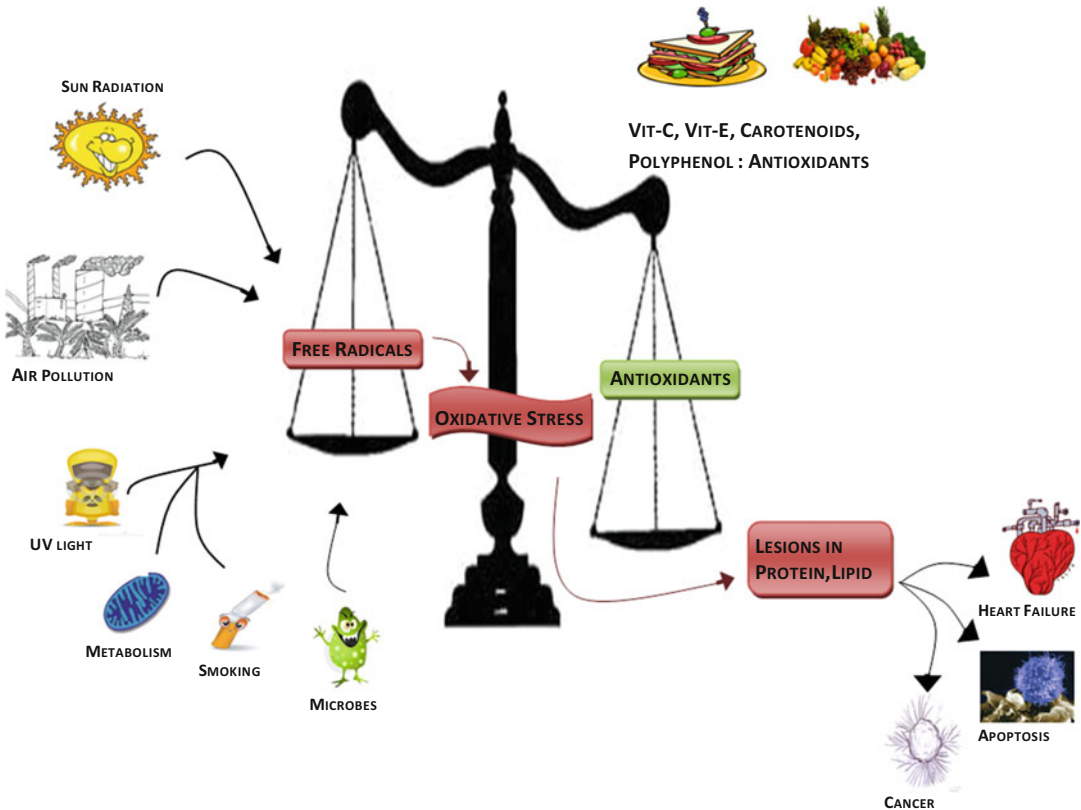 SUN RADIATION
VIT-C, VIT-E, CAROTENOIDS,
POLYPHENOL : ANTIOXIDANTS
AIR POLLUTION
FREE RADICALS
ANTIOXIDANTS
OXIDATIVE STRESS
UV LIGHT
METABOLISM
SMOKING
MICROBES
LESIONS IN
PROTEIN,LIPID
HEART FAILURE
APOPTOSIS
CANCER